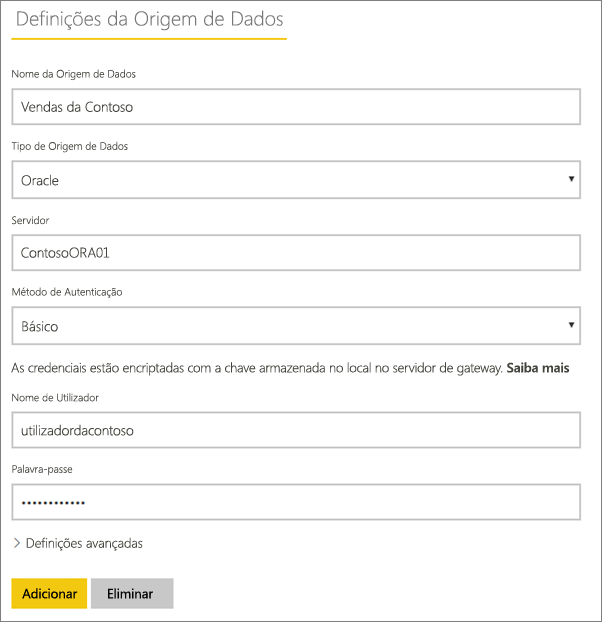 Definições da Origem de Dados
Nome da Origem de Dados
Vendas da Contoso
Tipo de Origem de Dados
Oracle
Servidor
ContosoORA01
Método de Autenticação
Básico
As credenciais estão encriptadas com a chave armazenada no local no servidor de gateway. Saiba mais
Nome de Utilizador
utilizadordacontoso
Palavra-passe
••••••••••••
Definições avançadas
Adicionar Eliminar